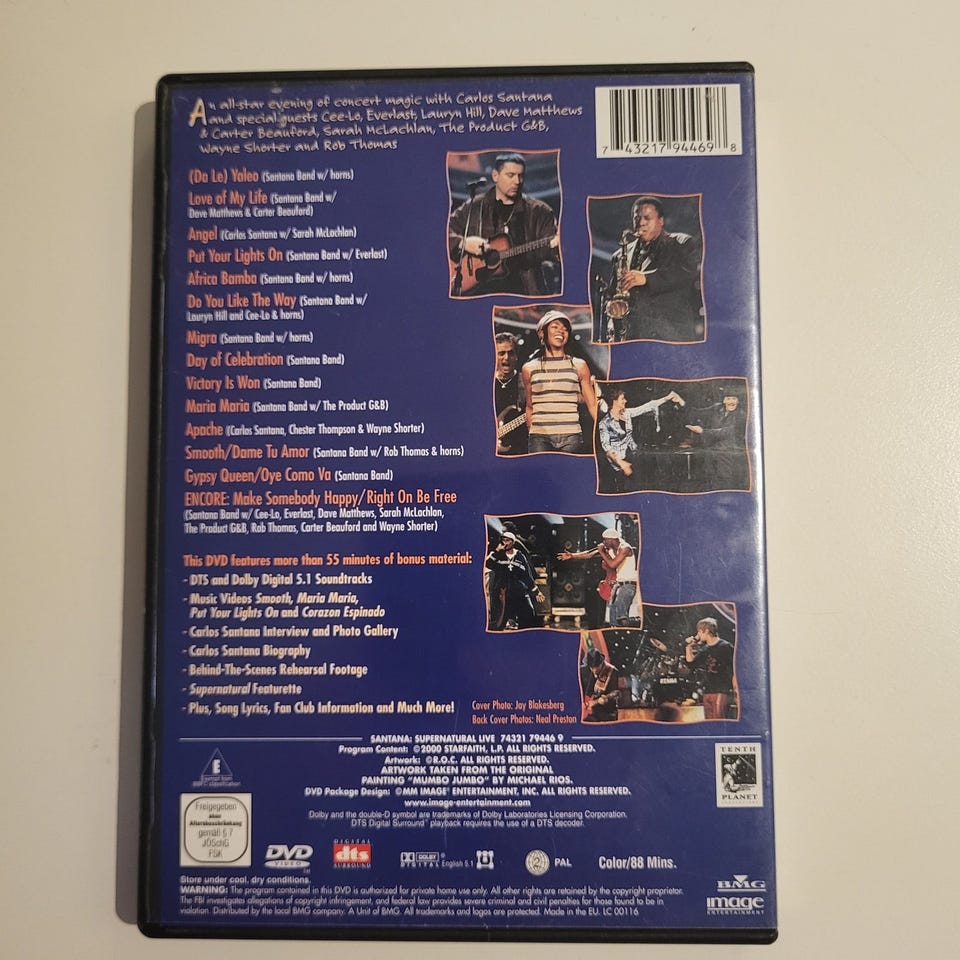 An all-star evening of concert magic with Carlos Santana
and special guests Cee-Lo, Everlast, Lauryn Hill, Dave Matthews
& Carter Beauford, Sarah McLachlan, The Product G&B,
Wayne Shorter and Rob Thomas
7 43217 94469 8
(Da Le) Yaleo (Santana Band w/ horns)
Love of My Life (Santana Band w/
Dave Matthews & Carter Beauford)
Angel (Carlos Santana w/ Sarah McLachlan)
Put Your Lights On (Santana Band w/ Everlast)
Africa Bamba (Santana Band w/ horns)
Do You Like The Way (Santana Band w/
Lauryn Hill and Cee-Lo & horns)
Migra (Santana Band w/ horns)
Day of Celebration (Santana Band)
Victory Is Won (Santana Band)
Maria Maria (Santana Band w/ The Product G&B)
Apache (Carlos Santana, Chester Thompson & Wayne Shorter)
Smooth/Dame Tu Amor (Santana Band w/ Rob Thomas & horns)
Gypsy Queen/Oye Como Va (Santana Band)
ENCORE: Make Somebody Happy/Right On Be Free
(Santana Band w/ Cee-Lo, Everlast, Dave Matthews, Sarah McLachlan,
The Product G&B, Rob Thomas, Carter Beauford and Wayne Shorter)
This DVD features more than 55 minutes of bonus material:
- DTS and Dolby Digital 5.1 Soundtracks
- Music Videos Smooth, Maria Maria,
Put Your Lights On and Corazon Espinado
- Carlos Santana Interview and Photo Gallery
- Carlos Santana Biography
- Behind-The-Scenes Rehearsal Footage
- Supernatural Featurette
- Plus, Song Lyrics, Fan Club Information and Much More!
Cover Photo: Jay Blakesberg
Back Cover Photos: Neal Preston
SANTANA: SUPERNATURAL LIVE 74321 79446 9
Program Content: ©2000 STARFAITH, L.P. ALL RIGHTS RESERVED.
Artwork: ©R.O.C. ALL RIGHTS RESERVED.
ARTWORK TAKEN FROM THE ORIGINAL
PAINTING "MUMBO JUMBO" BY MICHAEL RIOS.
DVD Package Design: ©MM IMAGE ENTERTAINMENT, INC. ALL RIGHTS RESERVED.
www.image-entertainment.com
Dolby and the double-D symbol are trademarks of Dolby Laboratories Licensing Corporation.
DTS Digital Surround™ playback requires the use of a DTS decoder.
E
TENTH
PLANET
Freigegeben
ohne
Altersbeschränkung
gemäß § 7
JÖSchG
FSK
DVD
VIDEO
DIGITAL
dts
SURROUND
DOLBY
DIGITAL
English 5.1
2
PAL
Color/88 Mins.
Store under cool, dry conditions.
WARNING: The program contained in this DVD is authorized for private home use only. All other rights are retained by the copyright proprietor.
The FBI investigates allegations of copyright infringement, and federal law provides severe criminal and civil penalties for those found to be in
violation. Distributed by the local BMG company. A Unit of BMG. All trademarks and logos are protected. Made in the EU. LC 00116
BMG
image
ENTERTAINMENT